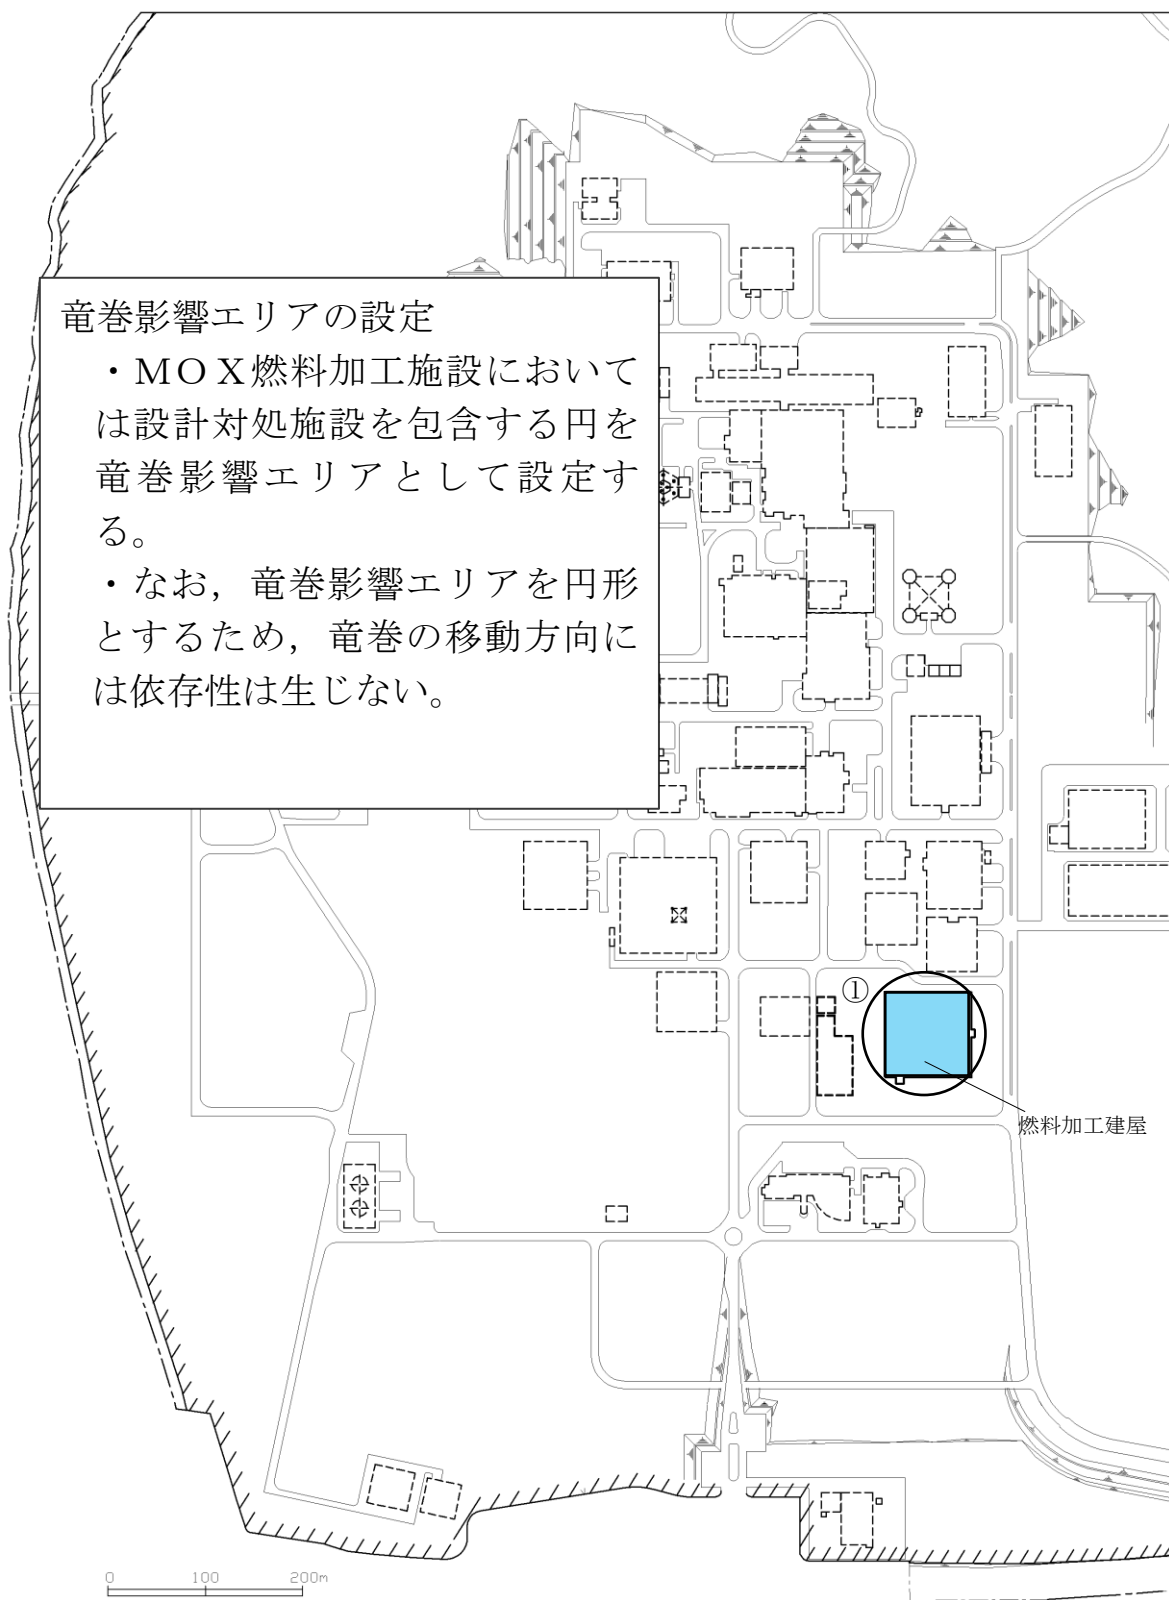 竜巻影響エリアの設定
・ＭＯＸ燃料加工施設において
は設計対処施設を包含する円を
竜巻影響エリアとして設定す
る。
・なお，竜巻影響エリアを円形
とするため，竜巻の移動方向に
は依存性は生じない。
①
燃料加工建屋
0 100 200m